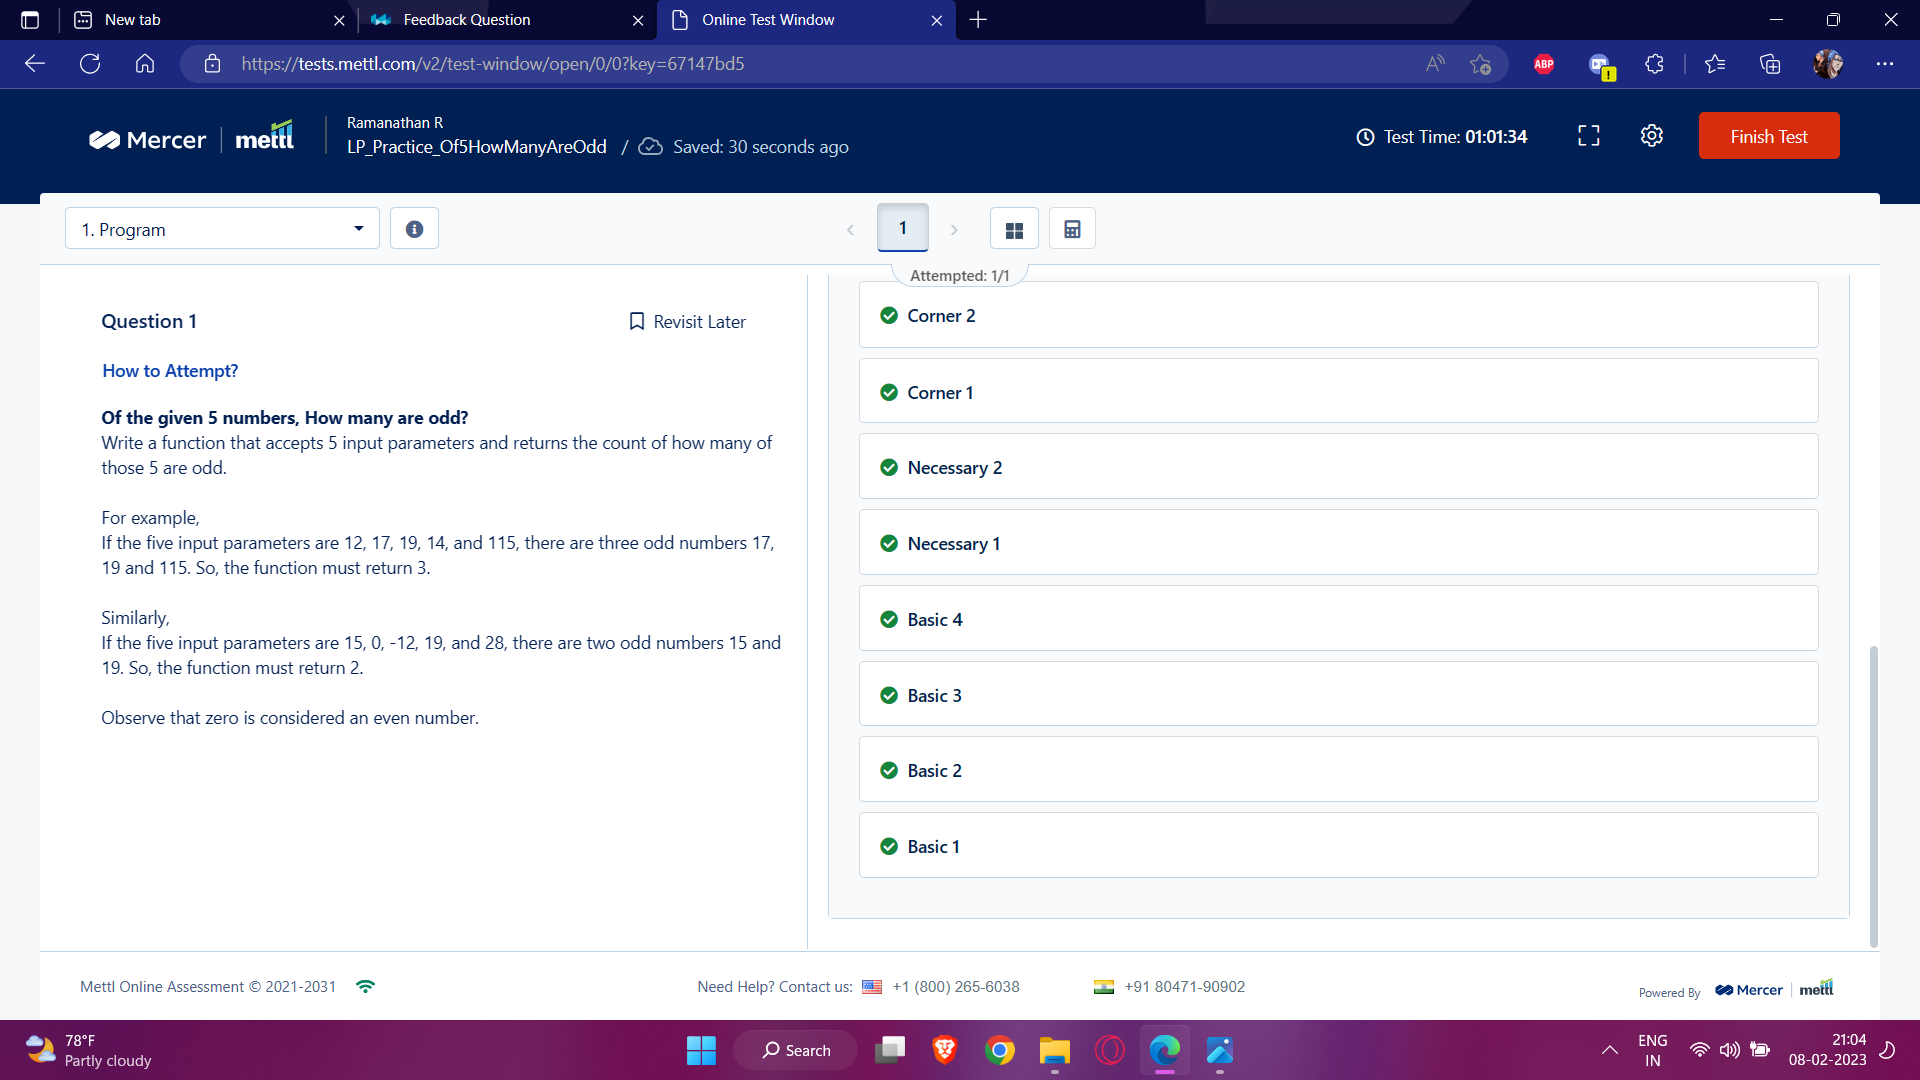 New tab
Feedback Question
Online Test Window
https://tests.mettl.com/v2/test-window/open/0/0?key=67147bd5
ABP
Mercer
mettl
Ramanathan R
LP_Practice_Of5HowManyAreOdd / Saved: 30 seconds ago
Test Time: 01:01:34
Finish Test
1. Program
1
Attempted: 1/1
Question 1
Revisit Later
How to Attempt?
Of the given 5 numbers, How many are odd?
Write a function that accepts 5 input parameters and returns the count of how many of
those 5 are odd.
For example,
If the five input parameters are 12, 17, 19, 14, and 115, there are three odd numbers 17,
19 and 115. So, the function must return 3.
Similarly,
If the five input parameters are 15, 0, -12, 19, and 28, there are two odd numbers 15 and
19. So, the function must return 2.
Observe that zero is considered an even number.
Corner 2
Corner 1
Necessary 2
Necessary 1
Basic 4
Basic 3
Basic 2
Basic 1
Mettl Online Assessment © 2021-2031
Need Help? Contact us: +1 (800) 265-6038
+91 80471-90902
Powered By
Mercer
mettl
78°F
Partly cloudy
Search
ENG
IN
21:04
08-02-2023